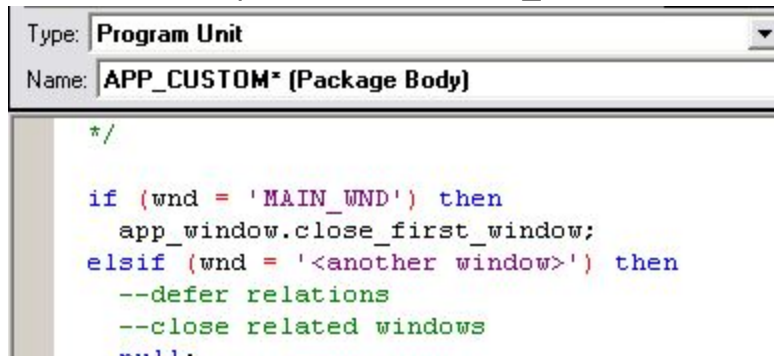 Type: Program Unit
Name: APP_CUSTOM* (Package Body)
*/
if (wnd = 'MAIN_WND') then
app_window.close_first_window;
elsif (wnd = '<another window>') then
--defer relations
--close related windows